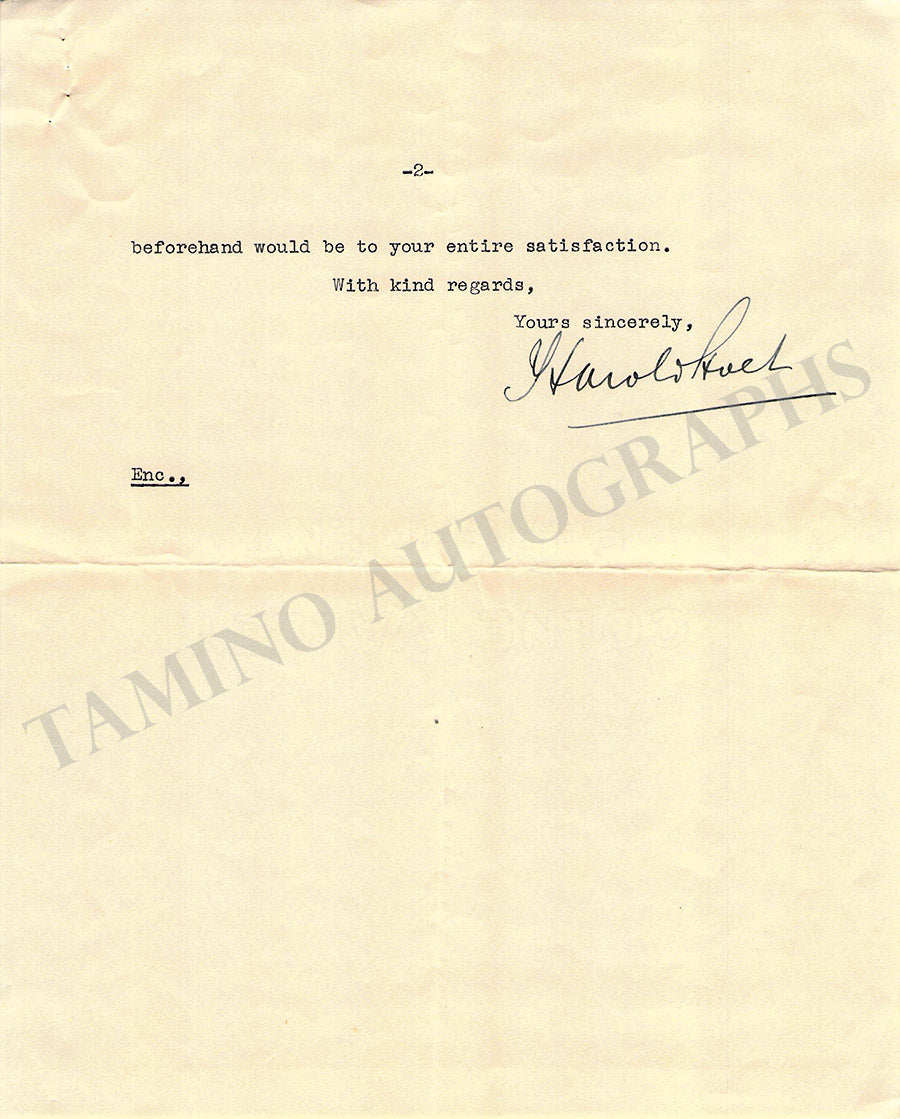 -2-
beforehand would be to your entire satisfaction.
With kind regards,
Yours sincerely,
Harold Holt
Enc.,
TAMINO AUTOGRAPHS